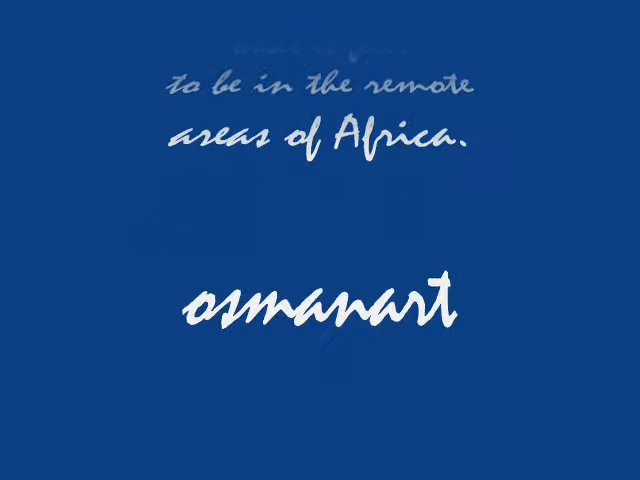 to be in the remote
areas of Africa.
osmanart